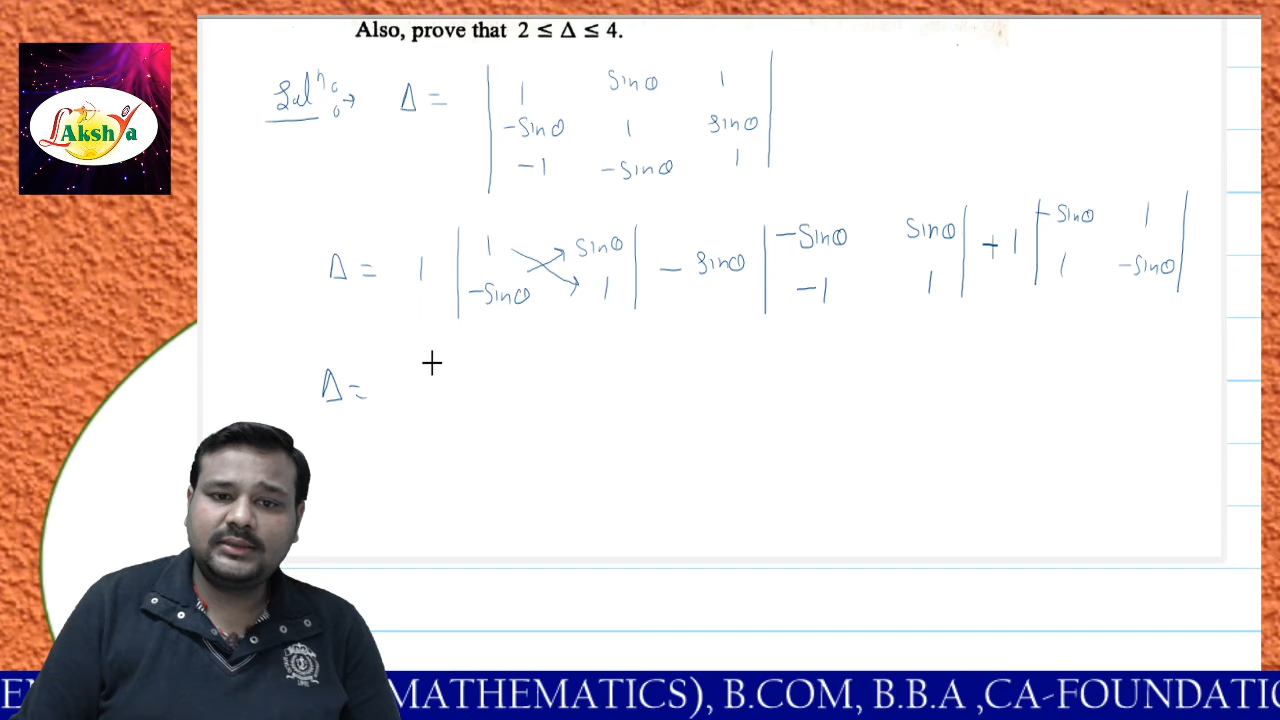 Also, prove that 2 ≤ Δ ≤ 4.
LAkshYa
Solⁿ: → Δ = | 1 sinθ 1 |
| -sinθ 1 sinθ |
| -1 -sinθ 1 |
Δ = 1 | 1 sinθ | - sinθ | -sinθ sinθ | + 1 | -sinθ 1 |
| -sinθ 1 | | -1 1 | | 1 -sinθ |
Δ =
(MATHEMATICS), B.COM, B.B.A ,CA-FOUNDATIO